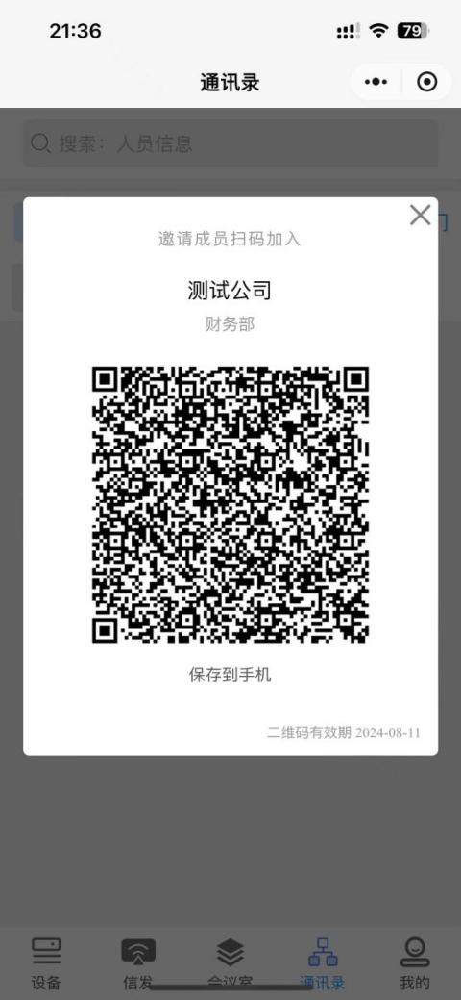 21:36
79
通讯录
搜索：人员信息
门
邀请成员扫码加入
测试公司
财务部
保存到手机
二维码有效期 2024-08-11
设备
信发
会议室
通讯录
我的